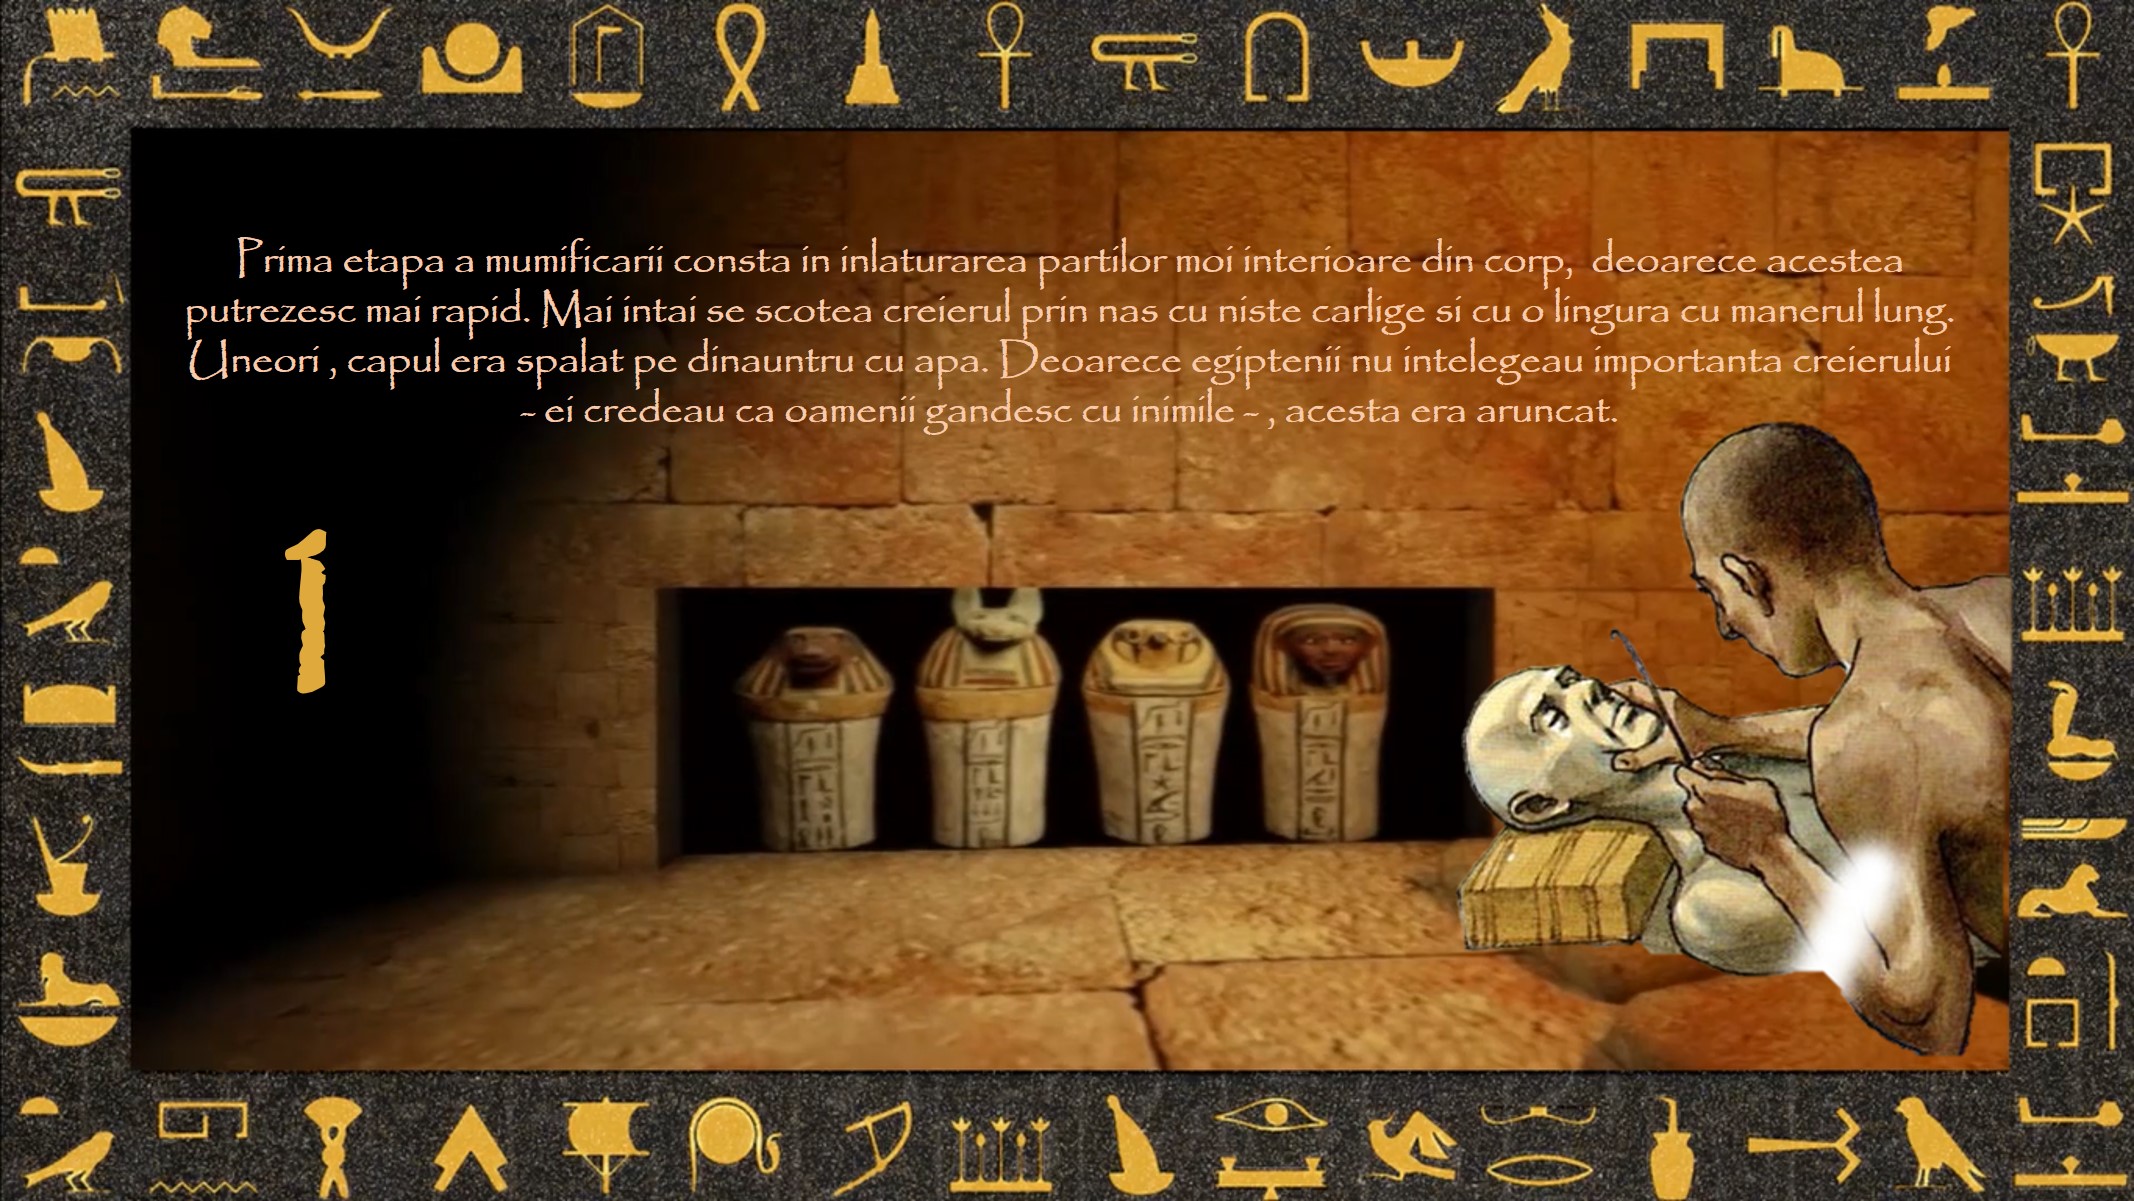 Prima etapa a mumificarii consta in inlaturarea partilor moi interioare din corp, deoarece acestea
putrezesc mai rapid. Mai intai se scotea creierul prin nas cu niste carlige si cu o lingura cu manerul lung.
Uneori , capul era spalat pe dinauntru cu apa. Deoarece egiptenii nu intelegeau importanta creierului
- ei credeau ca oamenii gandesc cu inimile - , acesta era aruncat.
1